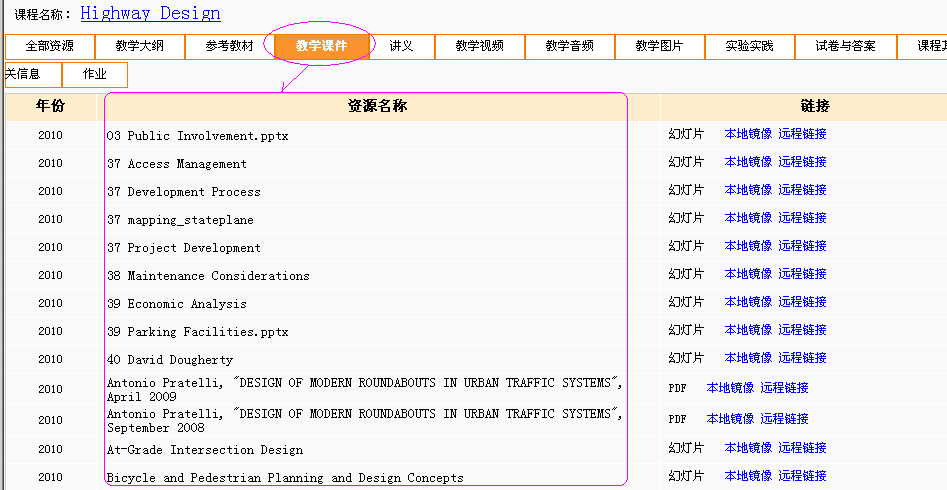 课程名称： Highway Design
全部资源 教学大纲 参考教材 教学课件 讲义 教学视频 教学音频 教学图片 实验实践 试卷与答案 课程其
关信息 作业
年份 资源名称 链接
2010 03 Public Involvement.pptx 幻灯片 本地镜像 远程链接
2010 37 Access Management 幻灯片 本地镜像 远程链接
2010 37 Development Process 幻灯片 本地镜像 远程链接
2010 37 mapping_stateplane 幻灯片 本地镜像 远程链接
2010 37 Project Development 幻灯片 本地镜像 远程链接
2010 38 Maintenance Considerations 幻灯片 本地镜像 远程链接
2010 39 Economic Analysis 幻灯片 本地镜像 远程链接
2010 39 Parking Facilities.pptx 幻灯片 本地镜像 远程链接
2010 40 David Dougherty 幻灯片 本地镜像 远程链接
2010 Antonio Pratelli, "DESIGN OF MODERN ROUNDABOUTS IN URBAN TRAFFIC SYSTEMS", PDF 本地镜像 远程链接
April 2009
2010 Antonio Pratelli, "DESIGN OF MODERN ROUNDABOUTS IN URBAN TRAFFIC SYSTEMS", PDF 本地镜像 远程链接
September 2008
2010 At-Grade Intersection Design 幻灯片 本地镜像 远程链接
2010 Bicycle and Pedestrian Planning and Design Concepts 幻灯片 本地镜像 远程链接